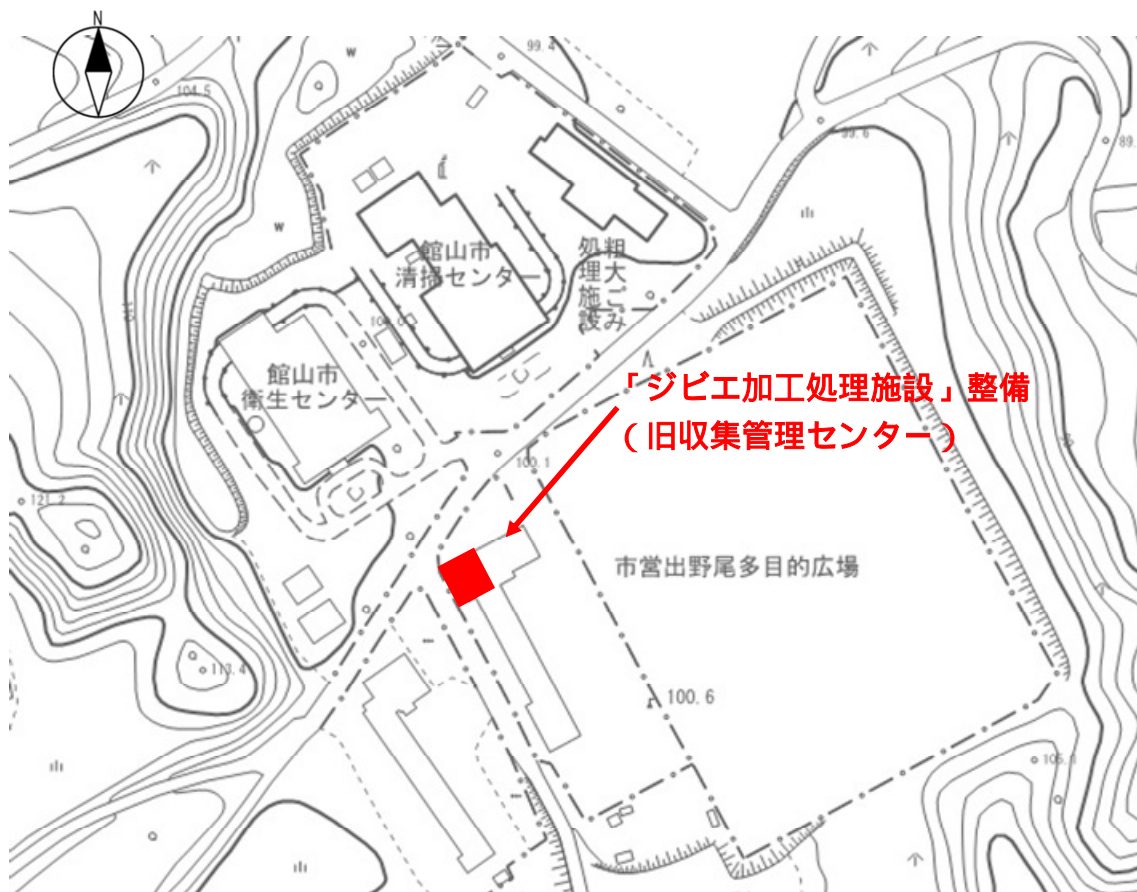 N
99.4
104.5
99.6
89.
館山市
清掃センター
粗大ごみ
処理施設
館山市
衛生センター
「ジビエ加工処理施設」整備
（旧収集管理センター）
100.1
121.2
市営出野尾多目的広場
113.4
100.6